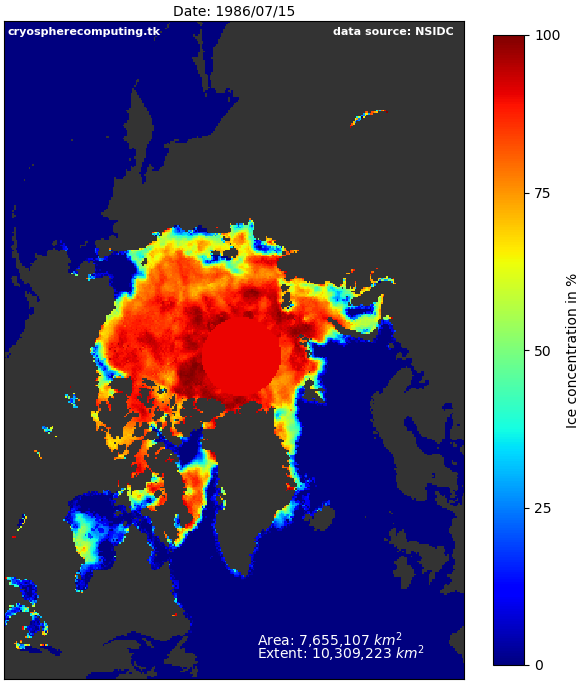 Date: 1986/07/15
cryospherecomputing.tk data source: NSIDC
100
75
50
25
0
Ice concentration in %
Area: 7,655,107 km²
Extent: 10,309,223 km²